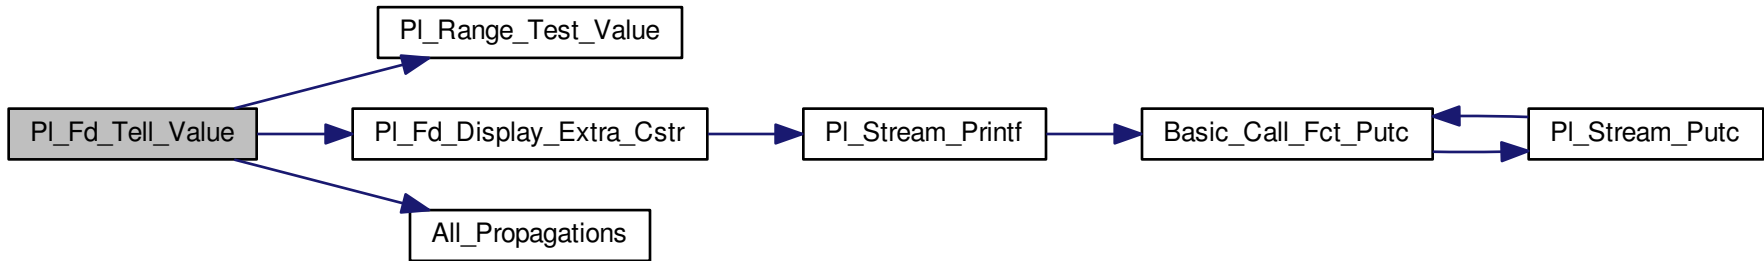 Pl_Range_Test_Value
Pl_Fd_Tell_Value
Pl_Fd_Display_Extra_Cstr
Pl_Stream_Printf
Basic_Call_Fct_Putc
Pl_Stream_Putc
All_Propagations